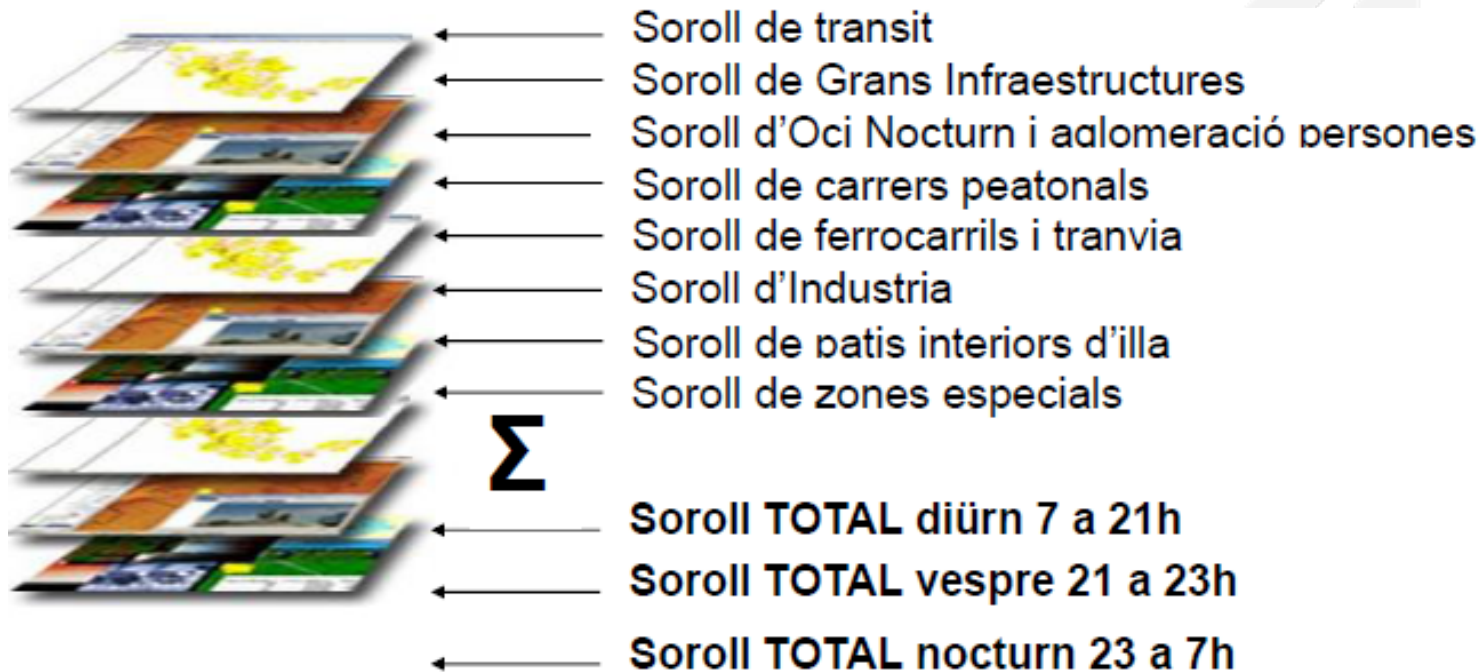 Soroll de transit
Soroll de Grans Infraestructures
Soroll d'Oci Nocturn i aglomeració persones
Soroll de carrers peatonals
Soroll de ferrocarrils i tranvia
Soroll d'Industria
Soroll de patis interiors d'illa
Soroll de zones especials
Σ
Soroll TOTAL diürn 7 a 21h
Soroll TOTAL vespre 21 a 23h
Soroll TOTAL nocturn 23 a 7h